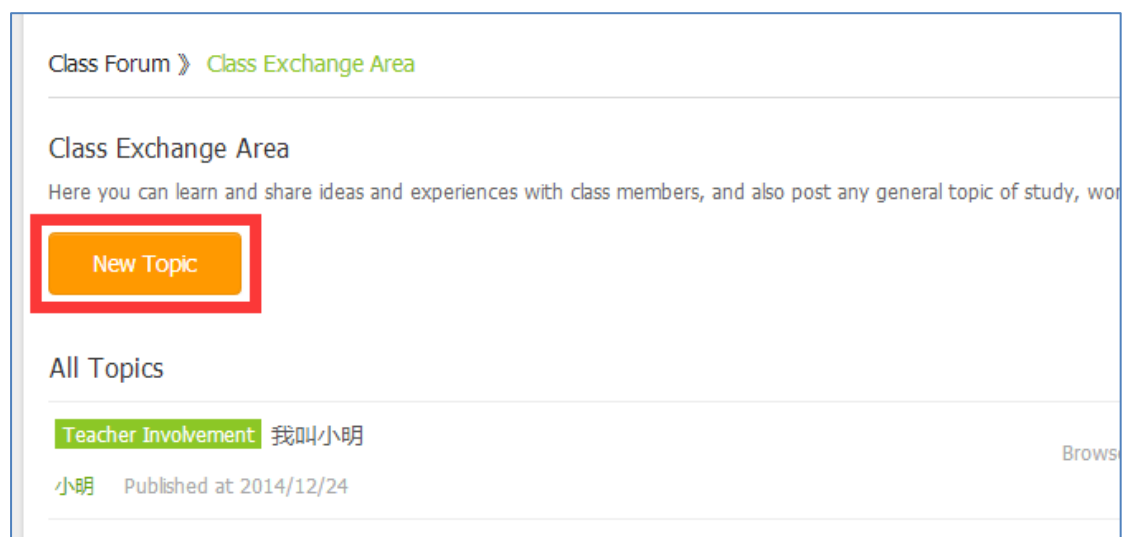 Class Forum 》 Class Exchange Area
Class Exchange Area
Here you can learn and share ideas and experiences with class members, and also post any general topic of study,
New Topic
All Topics
Teacher Involvement 我叫小明
Browse
小明 Published at 2014/12/24